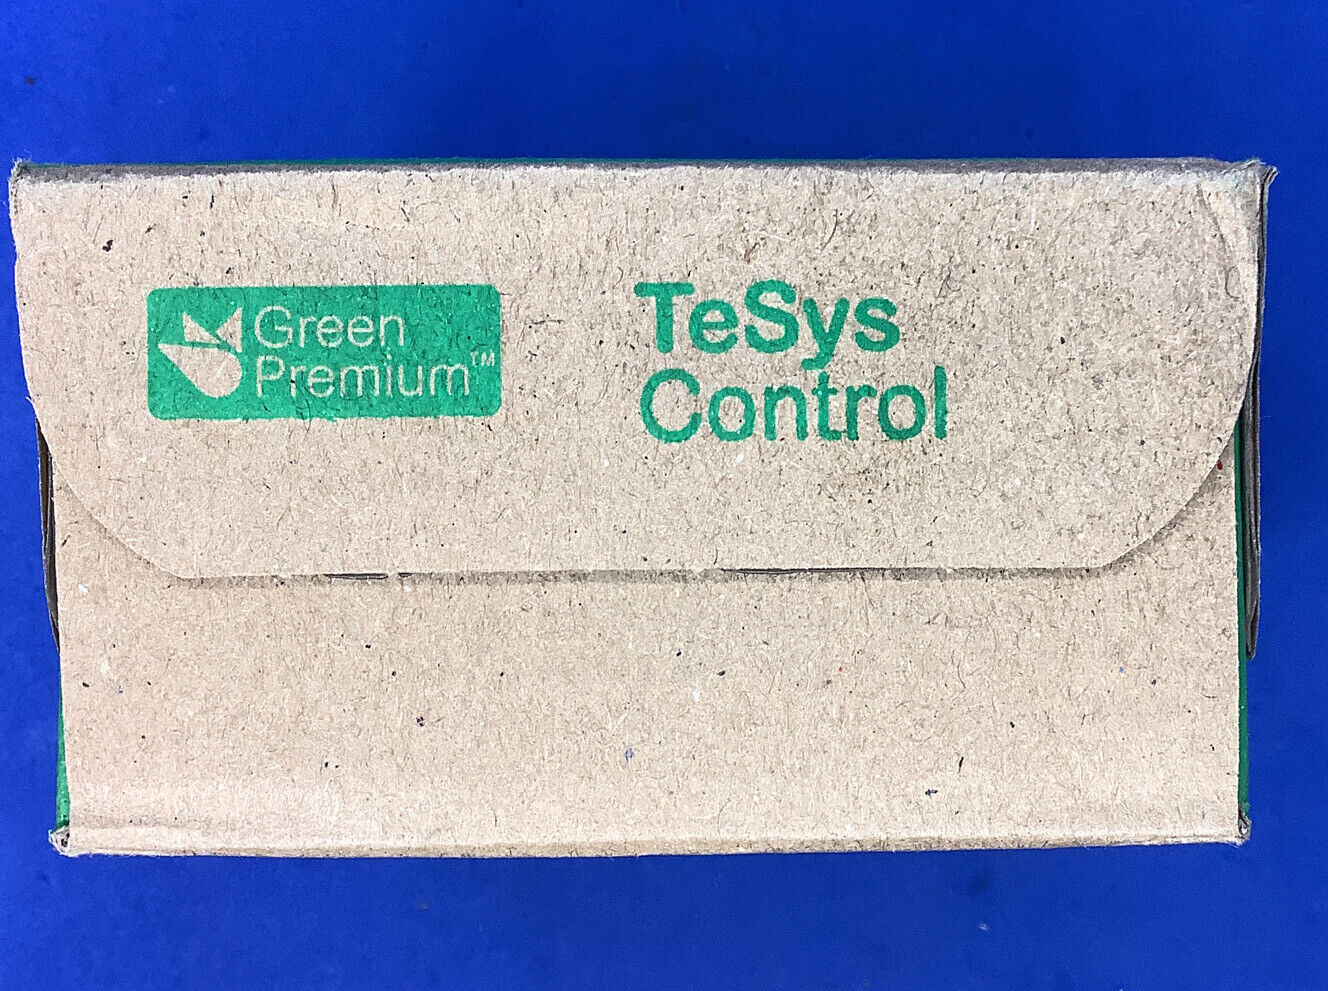 Green
Premium™
TeSys
Control